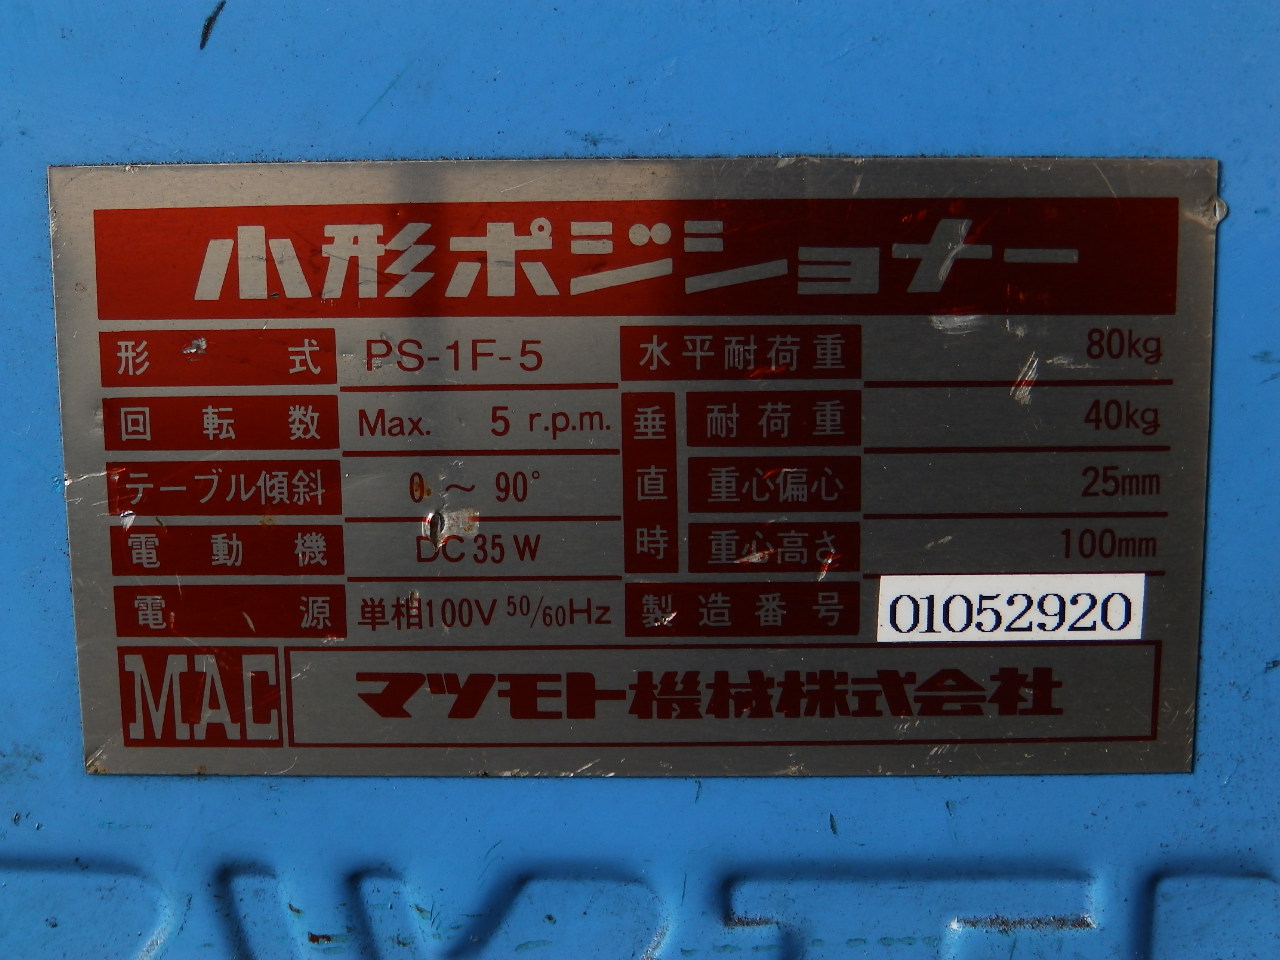 小形ポジショナー
形式 PS-1F-5 水平耐荷重 80kg
回転数 Max. 5 r.p.m. 垂直時 耐荷重 40kg
テーブル傾斜 0～90° 重心偏心 25mm
電動機 DC 35 W 重心高さ 100mm
電源 単相100V 50/60Hz 製造番号 01052920
MAC マツモト機械株式会社